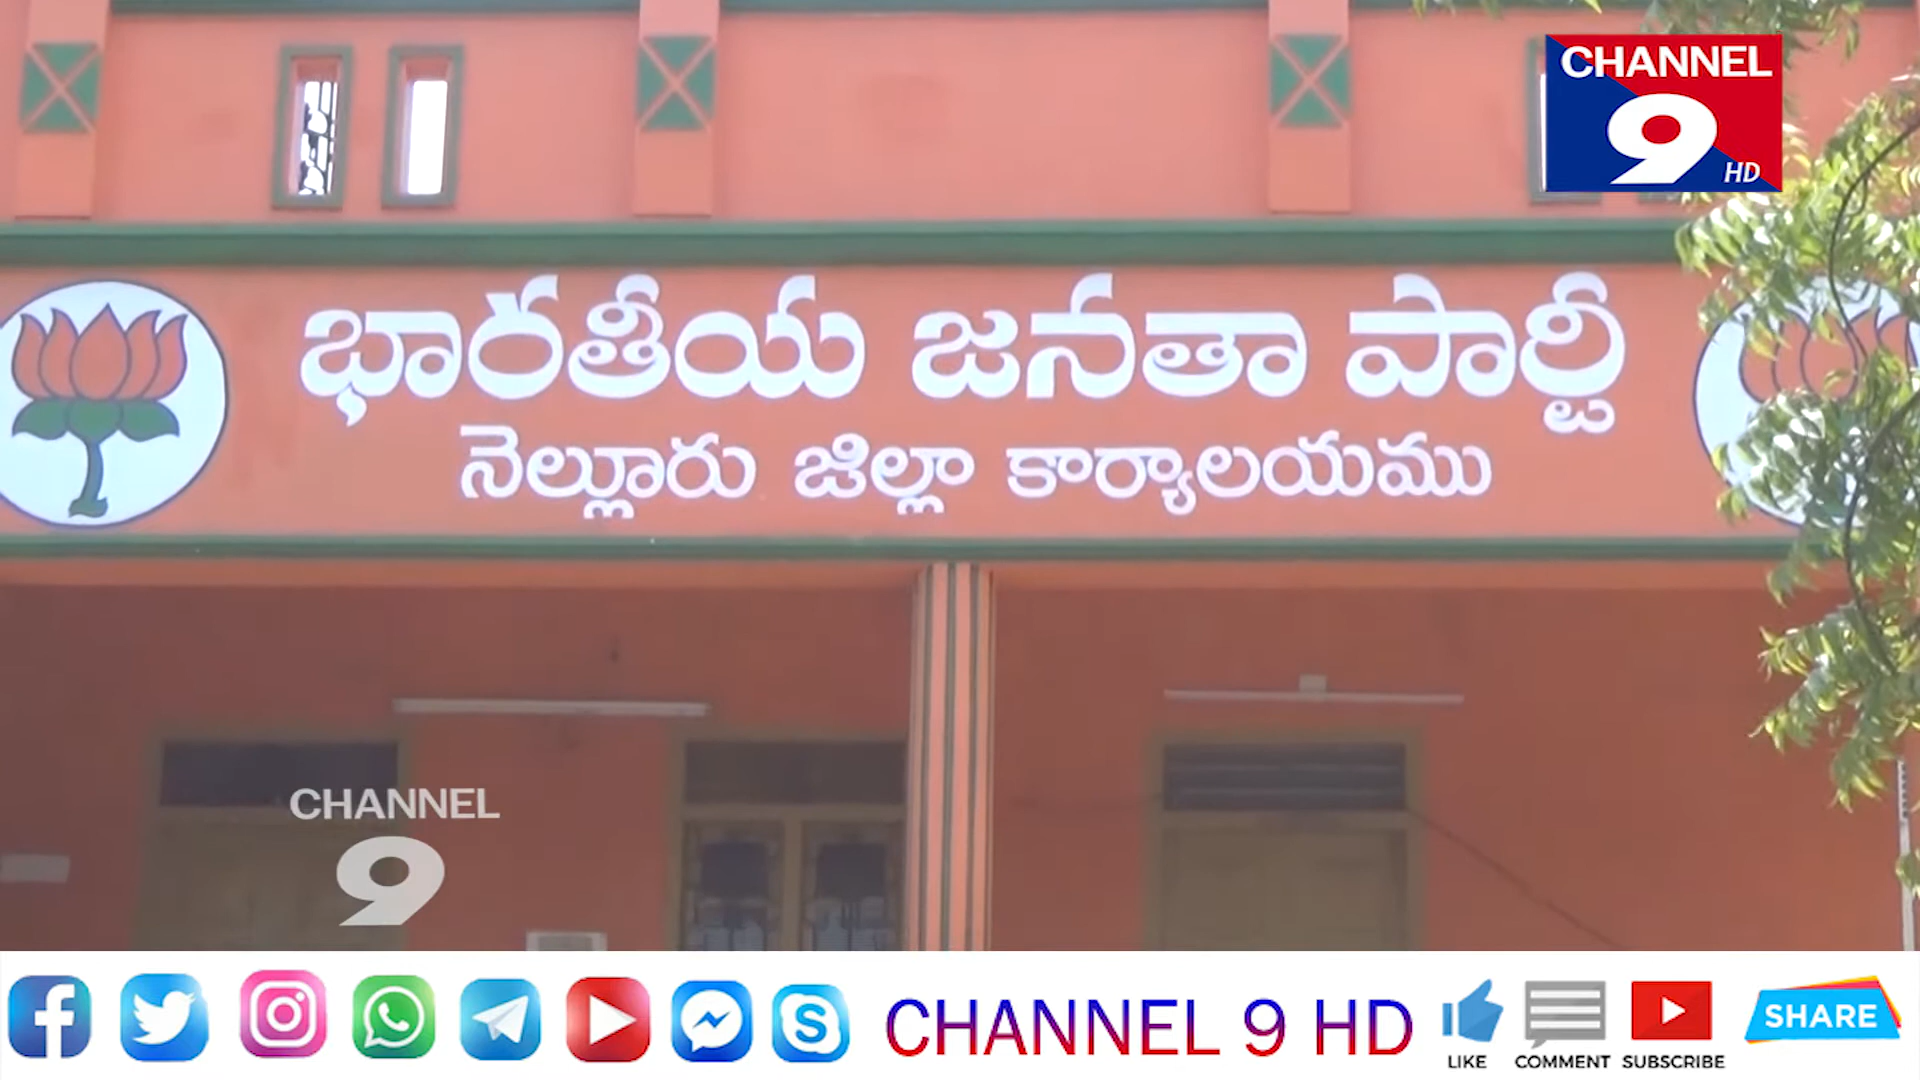 CHANNEL
9
HD
భారతీయ జనతా పార్టీ
నెల్లూరు జిల్లా కార్యాలయము
CHANNEL
9
CHANNEL 9 HD
LIKE COMMENT SUBSCRIBE SHARE